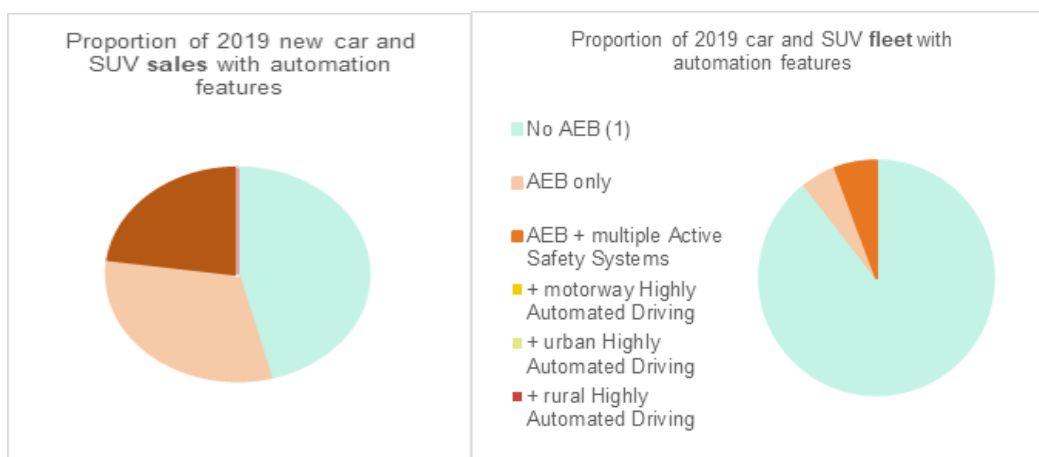 Proportion of 2019 new car and
SUV sales with automation
features
Proportion of 2019 car and SUV fleet with
automation features
No AEB (1)
AEB only
AEB + multiple Active
Safety Systems
+ motorway Highly
Automated Driving
+ urban Highly
Automated Driving
+ rural Highly
Automated Driving